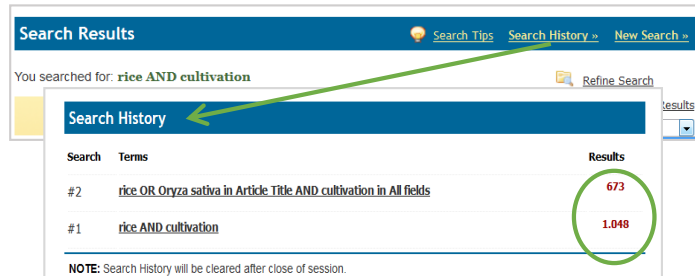 Search Results Search Tips Search History » New Search »
You searched for: rice AND cultivation Refine Search
Results
Search History
Search Terms Results
#2 rice OR Oryza sativa in Article Title AND cultivation in All fields 673
#1 rice AND cultivation 1.048
NOTE: Search History will be cleared after close of session.